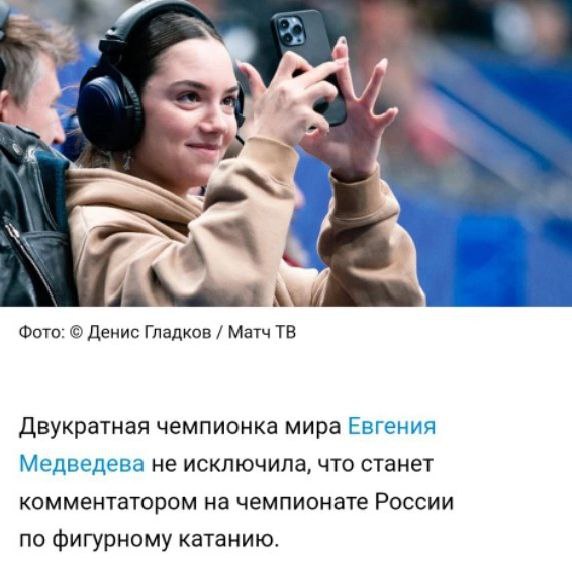 Фото: © Денис Гладков / Матч ТВ
Двукратная чемпионка мира Евгения
Медведева не исключила, что станет
комментатором на чемпионате России
по фигурному катанию.